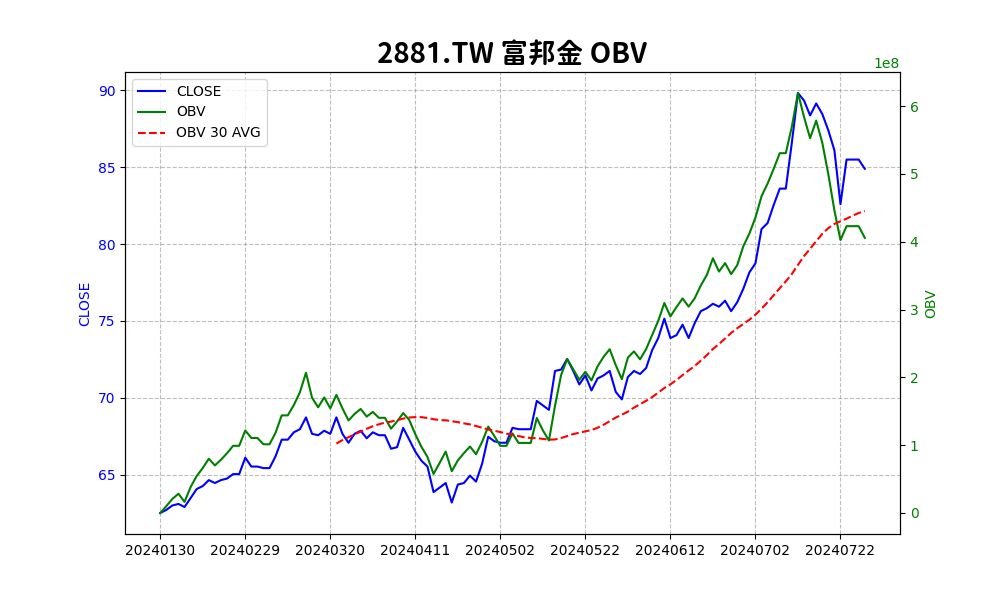 2881.TW 富邦金 OBV
1e8
CLOSE
OBV
OBV 30 AVG
90
85
80
75
70
65
CLOSE
6
5
4
3
2
1
0
OBV
20240130 20240229 20240320 20240411 20240502 20240522 20240612 20240702 20240722